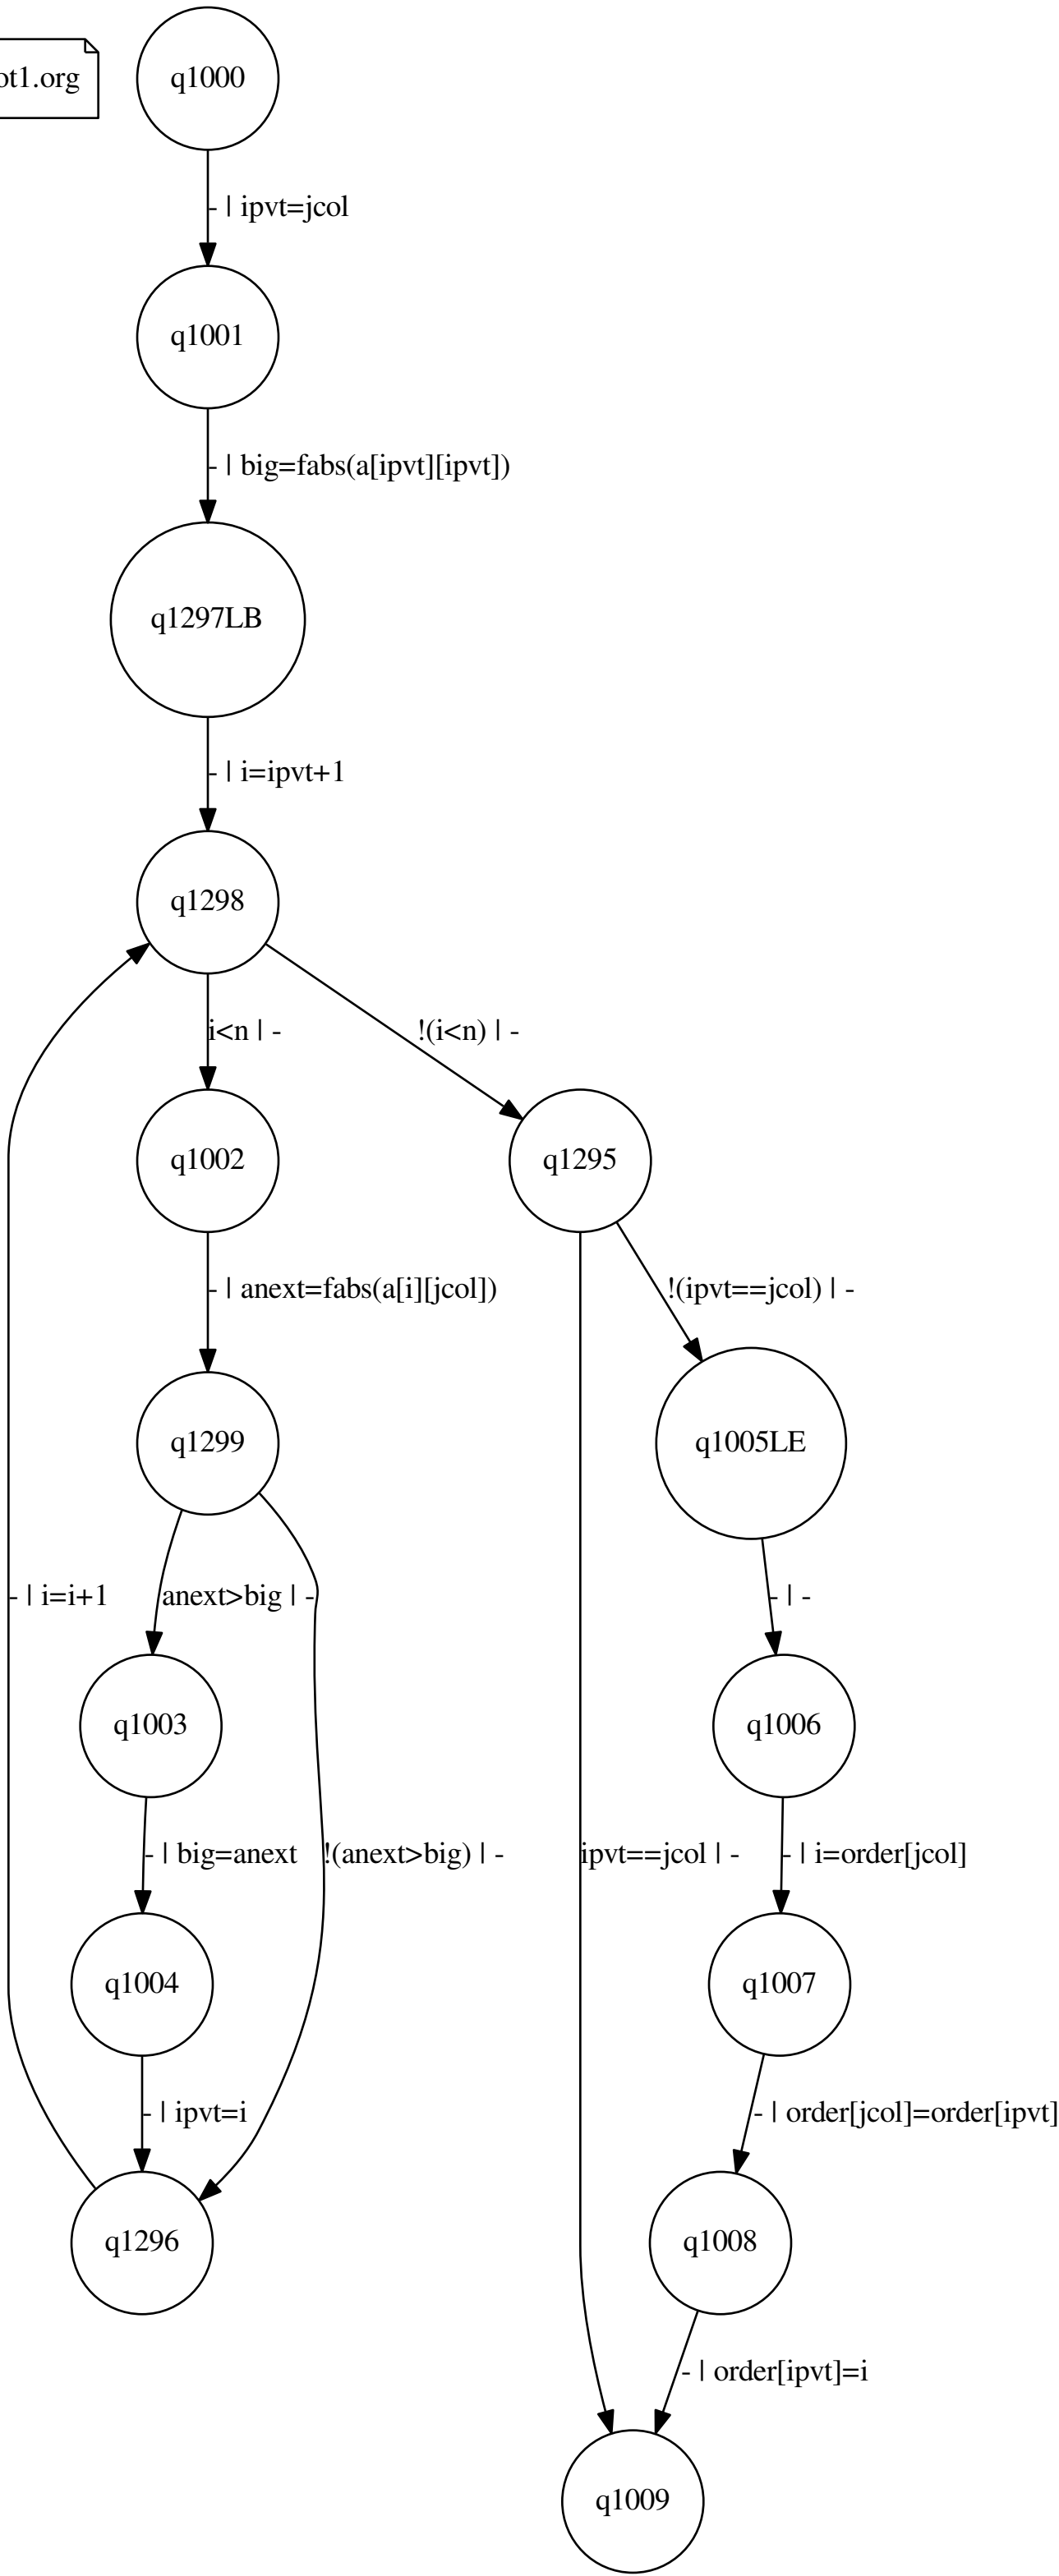 ot1.org
q1000
- | ipvt=jcol
q1001
- | big=fabs(a[ipvt][ipvt])
q1297LB
- | i=ipvt+1
q1298
i<n | -
!(i<n) | -
q1002
q1295
- | anext=fabs(a[i][jcol])
!(ipvt==jcol) | -
q1299
q1005LE
- | i=i+1
anext>big | -
- | -
q1003
q1006
- | big=anext
!(anext>big) | -
ipvt==jcol | -
- | i=order[jcol]
q1004
q1007
- | ipvt=i
- | order[jcol]=order[ipvt]
q1296
q1008
- | order[ipvt]=i
q1009